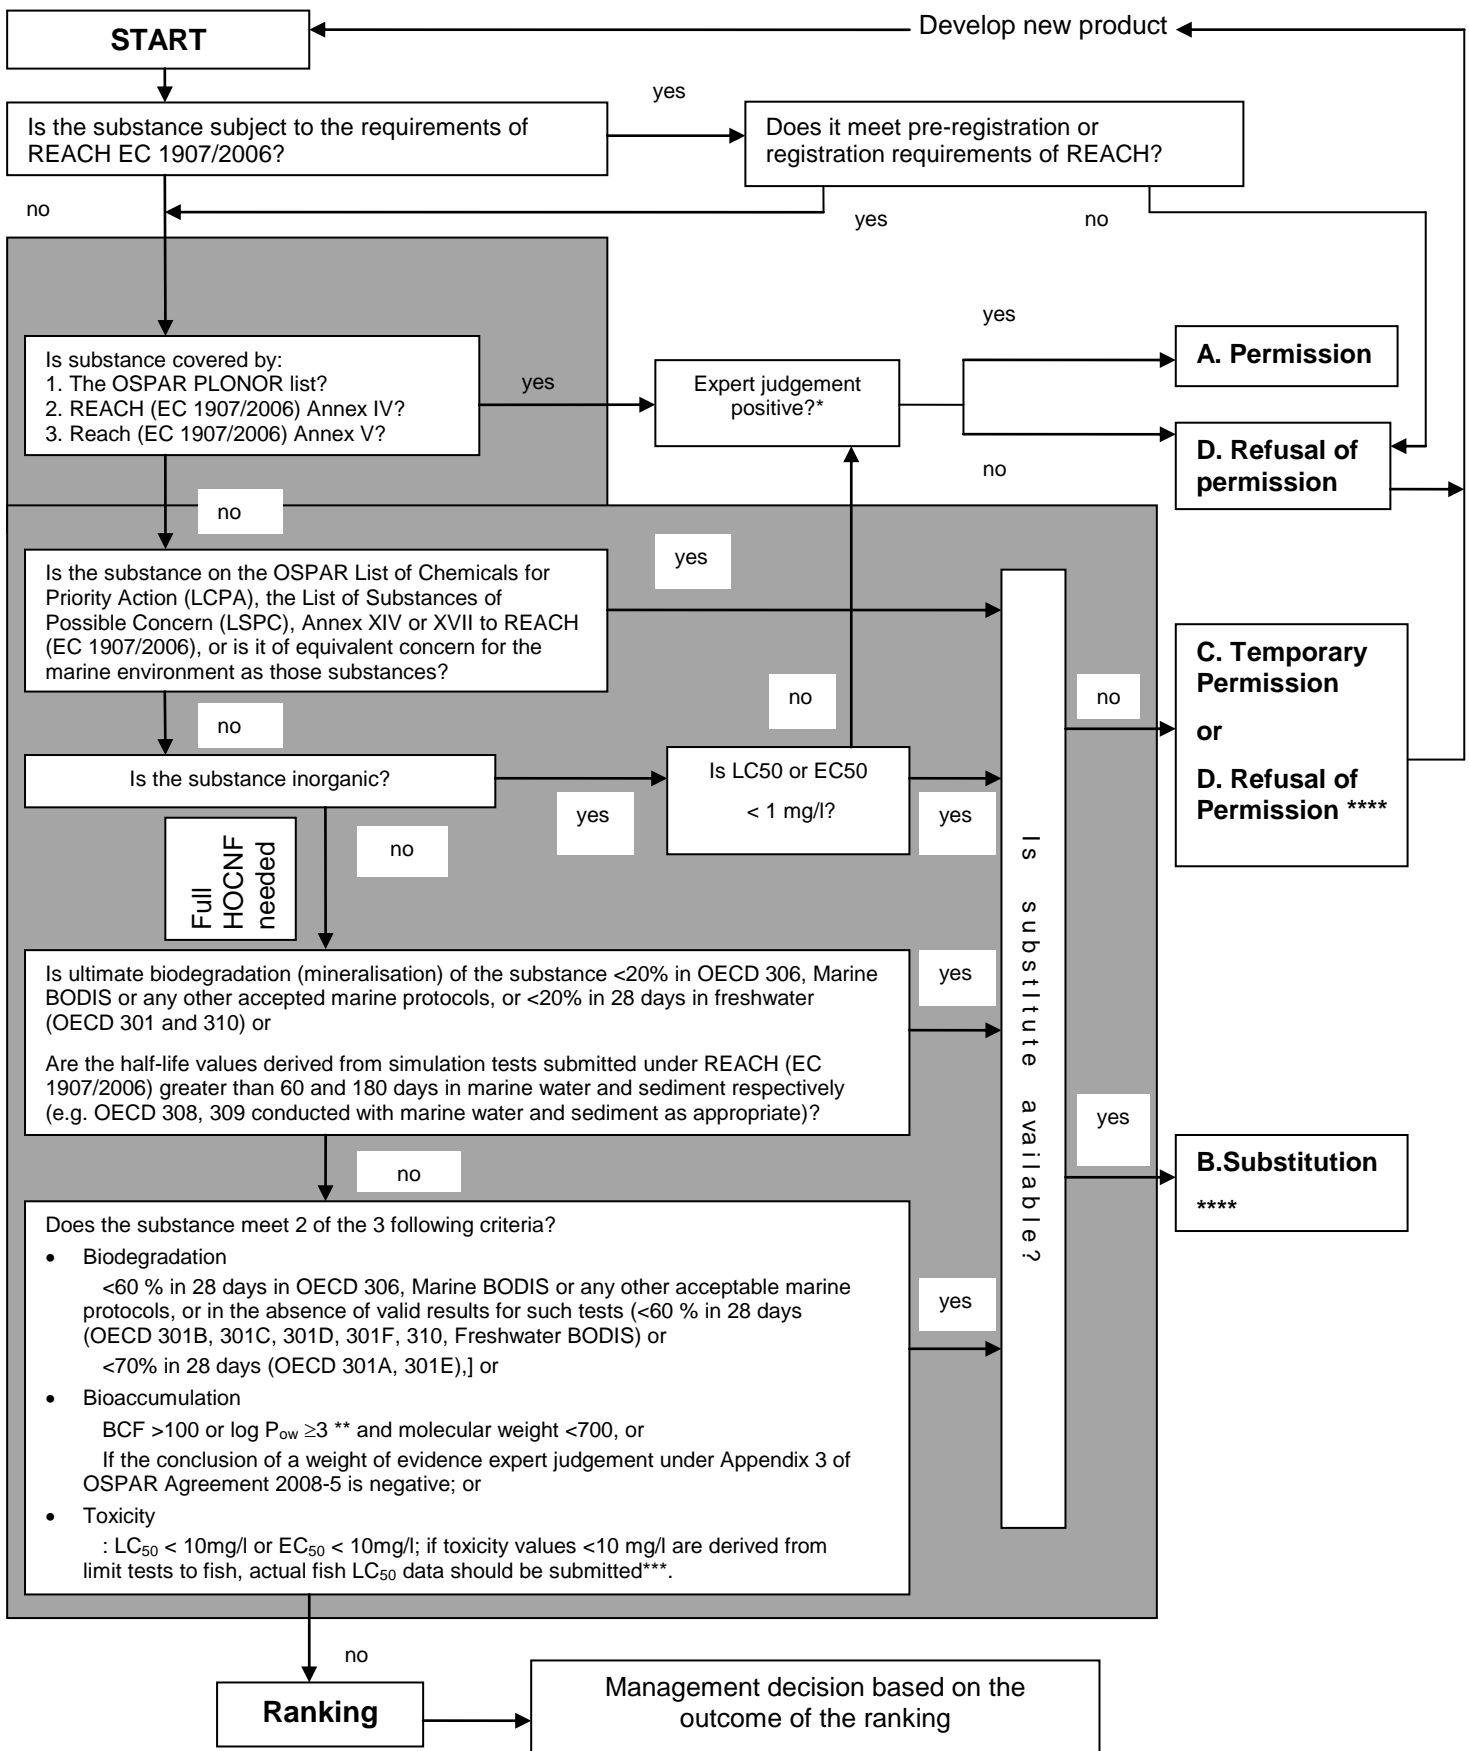 START
Develop new product
yes
Is the substance subject to the requirements of
REACH EC 1907/2006?
Does it meet pre-registration or
registration requirements of REACH?
no
yes
no
Is substance covered by:
1. The OSPAR PLONOR list?
2. REACH (EC 1907/2006) Annex IV?
3. Reach (EC 1907/2006) Annex V?
yes
Expert judgement
positive?*
yes
A. Permission
no
D. Refusal of
permission
no
Is the substance on the OSPAR List of Chemicals for
Priority Action (LCPA), the List of Substances of
Possible Concern (LSPC), Annex XIV or XVII to REACH
(EC 1907/2006), or is it of equivalent concern for the
marine environment as those substances?
yes
no
no
C. Temporary
Permission
or
D. Refusal of
Permission ****
no
Is the substance inorganic?
yes
Is LC50 or EC50
< 1 mg/l?
yes
Full
HOCNF
needed
no
Is substitute available?
Is ultimate biodegradation (mineralisation) of the substance <20% in OECD 306, Marine
BODIS or any other accepted marine protocols, or <20% in 28 days in freshwater
(OECD 301 and 310) or
Are the half-life values derived from simulation tests submitted under REACH (EC
1907/2006) greater than 60 and 180 days in marine water and sediment respectively
(e.g. OECD 308, 309 conducted with marine water and sediment as appropriate)?
yes
yes
B.Substitution
****
no
Does the substance meet 2 of the 3 following criteria?
• Biodegradation
<60 % in 28 days in OECD 306, Marine BODIS or any other acceptable marine
protocols, or in the absence of valid results for such tests (<60 % in 28 days
(OECD 301B, 301C, 301D, 301F, 310, Freshwater BODIS) or
<70% in 28 days (OECD 301A, 301E),] or
• Bioaccumulation
BCF >100 or log Pow ≥3 ** and molecular weight <700, or
If the conclusion of a weight of evidence expert judgement under Appendix 3 of
OSPAR Agreement 2008-5 is negative; or
• Toxicity
: LC50 < 10mg/l or EC50 < 10mg/l; if toxicity values <10 mg/l are derived from
limit tests to fish, actual fish LC50 data should be submitted***.
yes
no
Ranking
Management decision based on the
outcome of the ranking